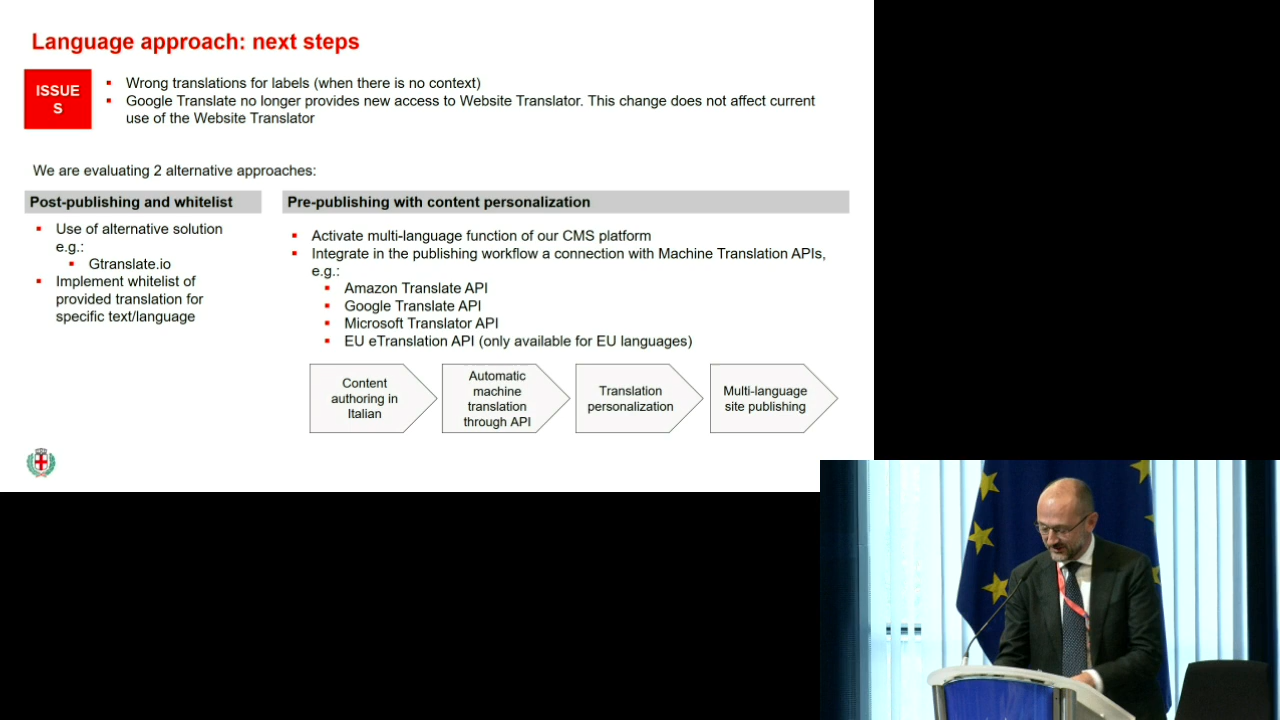 Language approach: next steps
ISSUE
S
Wrong translations for labels (when there is no context)
Google Translate no longer provides new access to Website Translator. This change does not affect current
use of the Website Translator
We are evaluating 2 alternative approaches:
Post-publishing and whitelist
Use of alternative solution
e.g.:
Gtranslate.io
Implement whitelist of
provided translation for
specific text/language
Pre-publishing with content personalization
Activate multi-language function of our CMS platform
Integrate in the publishing workflow a connection with Machine Translation APIs,
e.g.:
Amazon Translate API
Google Translate API
Microsoft Translator API
EU eTranslation API (only available for EU languages)
Content
authoring in
Italian
Automatic
machine
translation
through API
Translation
personalization
Multi-language
site publishing